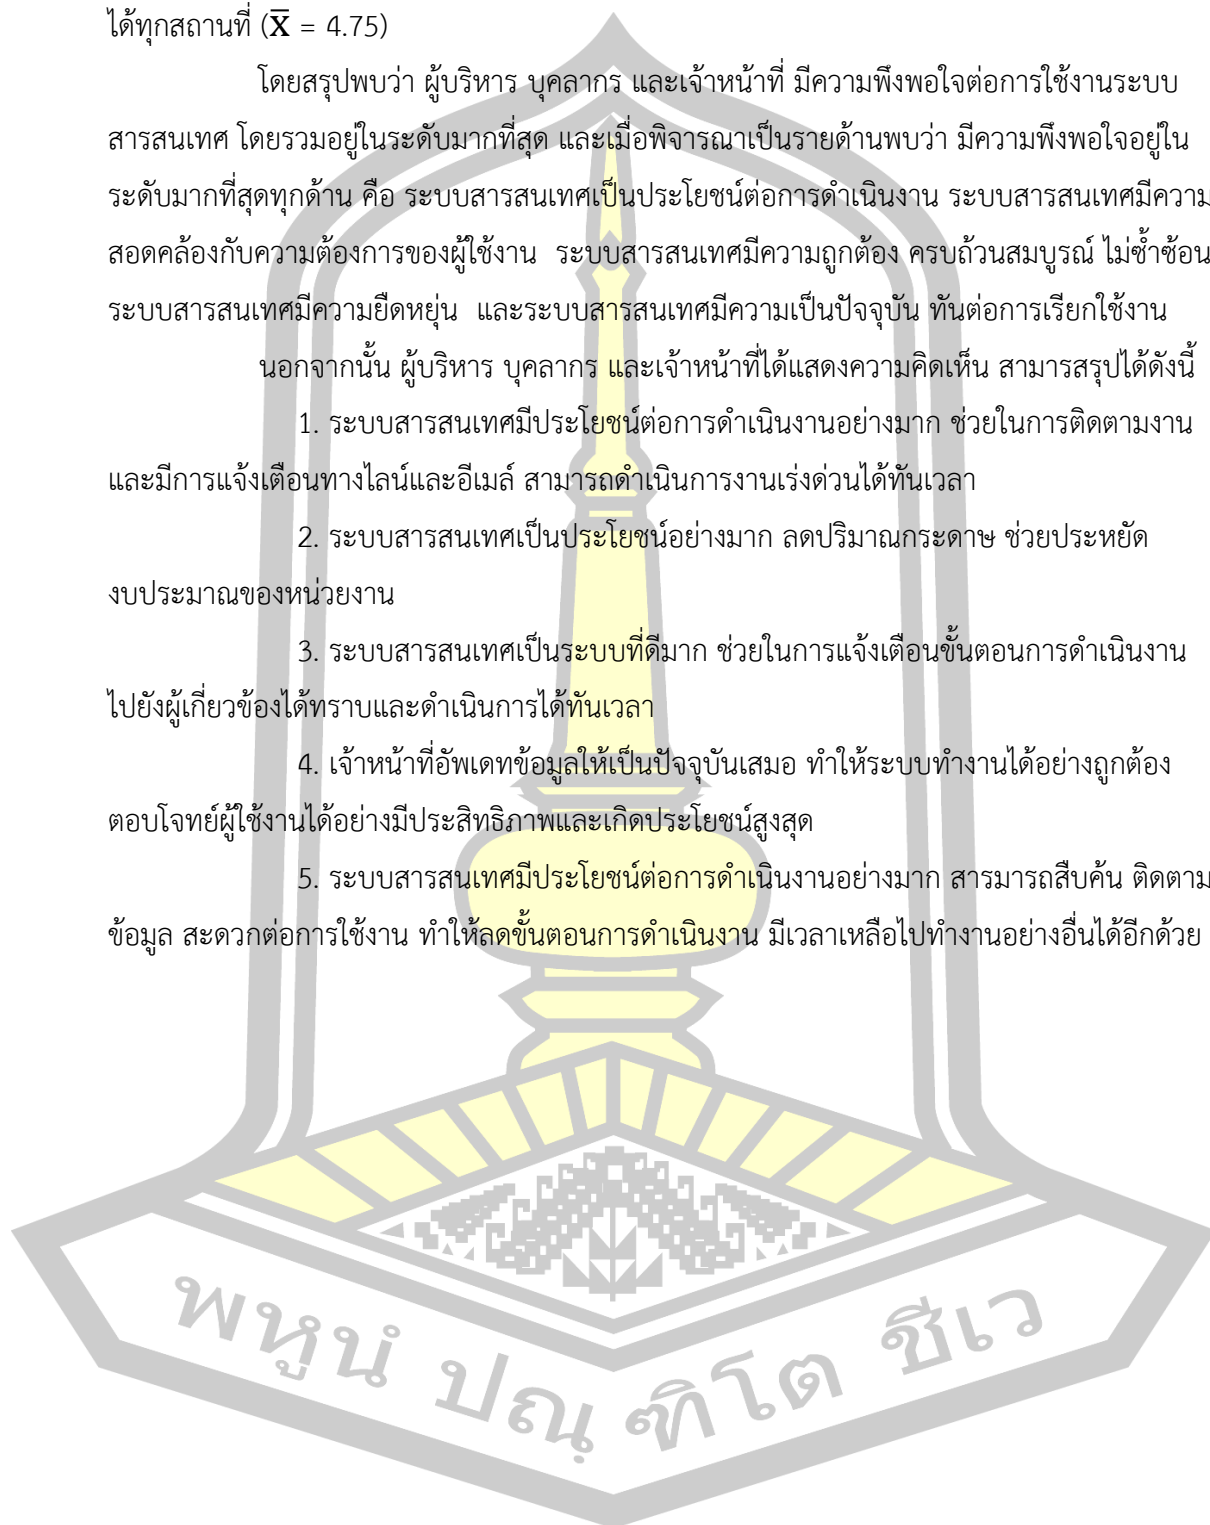 ได้ทุกสถานที่ (X̄ = 4.75)
โดยสรุปพบว่า ผู้บริหาร บุคลากร และเจ้าหน้าที่ มีความพึงพอใจต่อการใช้งานระบบ
สารสนเทศ โดยรวมอยู่ในระดับมากที่สุด และเมื่อพิจารณาเป็นรายด้านพบว่า มีความพึงพอใจอยู่ใน
ระดับมากที่สุดทุกด้าน คือ ระบบสารสนเทศเป็นประโยชน์ต่อการดำเนินงาน ระบบสารสนเทศมีความ
สอดคล้องกับความต้องการของผู้ใช้งาน ระบบสารสนเทศมีความถูกต้อง ครบถ้วนสมบูรณ์ ไม่ซ้ำซ้อน
ระบบสารสนเทศมีความยืดหยุ่น และระบบสารสนเทศมีความเป็นปัจจุบัน ทันต่อการเรียกใช้งาน
นอกจากนั้น ผู้บริหาร บุคลากร และเจ้าหน้าที่ได้แสดงความคิดเห็น สามารสรุปได้ดังนี้
1. ระบบสารสนเทศมีประโยชน์ต่อการดำเนินงานอย่างมาก ช่วยในการติดตามงาน
และมีการแจ้งเตือนทางไลน์และอีเมล์ สามารถดำเนินการงานเร่งด่วนได้ทันเวลา
2. ระบบสารสนเทศเป็นประโยชน์อย่างมาก ลดปริมาณกระดาษ ช่วยประหยัด
งบประมาณของหน่วยงาน
3. ระบบสารสนเทศเป็นระบบที่ดีมาก ช่วยในการแจ้งเตือนขั้นตอนการดำเนินงาน
ไปยังผู้เกี่ยวข้องได้ทราบและดำเนินการได้ทันเวลา
4. เจ้าหน้าที่อัพเดทข้อมูลให้เป็นปัจจุบันเสมอ ทำให้ระบบทำงานได้อย่างถูกต้อง
ตอบโจทย์ผู้ใช้งานได้อย่างมีประสิทธิภาพและเกิดประโยชน์สูงสุด
5. ระบบสารสนเทศมีประโยชน์ต่อการดำเนินงานอย่างมาก สารมารถสืบค้น ติดตาม
ข้อมูล สะดวกต่อการใช้งาน ทำให้ลดขั้นตอนการดำเนินงาน มีเวลาเหลือไปทำงานอย่างอื่นได้อีกด้วย
พหูนํ ปณฺฑิโต ชีเว